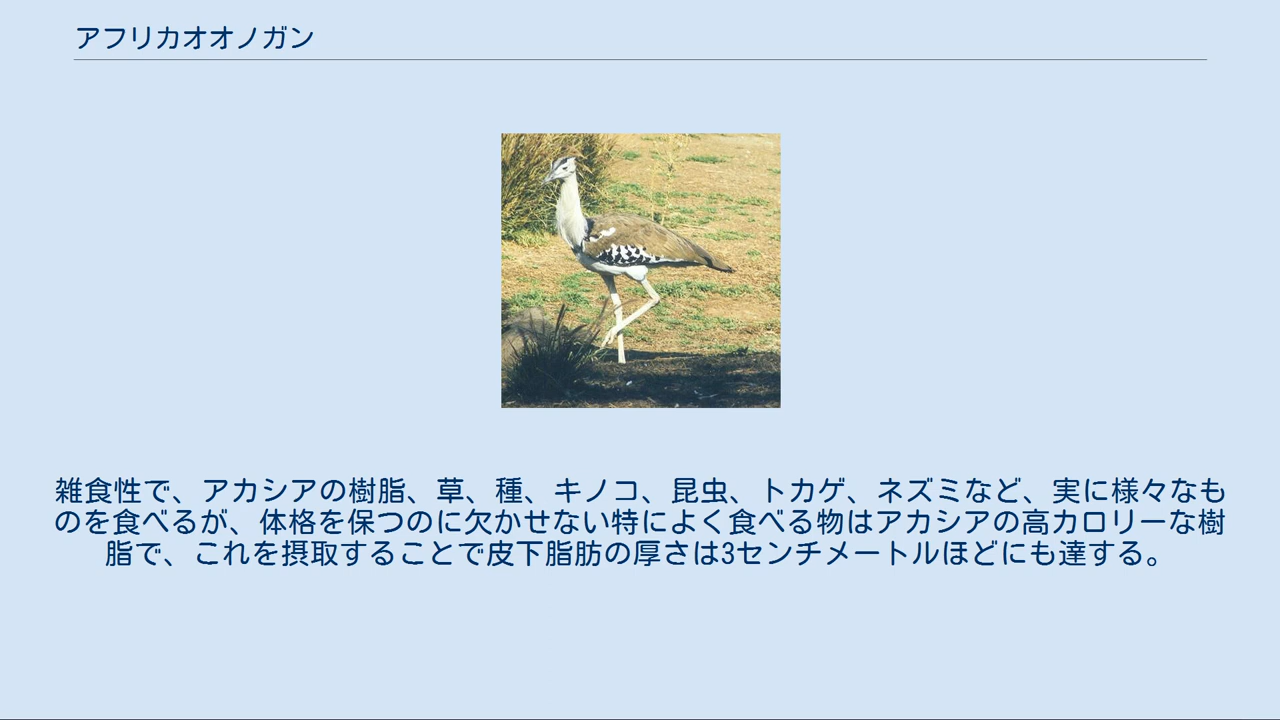 アフリカオオノガン
雑食性で、アカシアの樹脂、草、種、キノコ、昆虫、トカゲ、ネズミなど、実に様々なも
のを食べるが、体格を保つのに欠かせない特によく食べる物はアカシアの高カロリーな樹
脂で、これを摂取することで皮下脂肪の厚さは3センチメートルほどにも達する。